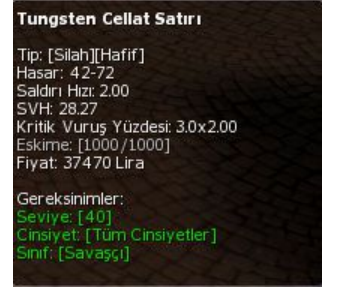 Tungsten Cellat Satırı
Tip: [Silah][Hafif]
Hasar: 42-72
Saldırı Hızı: 2.00
SVH: 28.27
Kritik Vuruş Yüzdesi: 3.0x2.00
Eskime: [1000/1000]
Fiyat: 37470 Lira
Gereksinimler:
Seviye: [40]
Cinsiyet: [Tüm Cinsiyetler]
Sınıf: [Savaşçı]